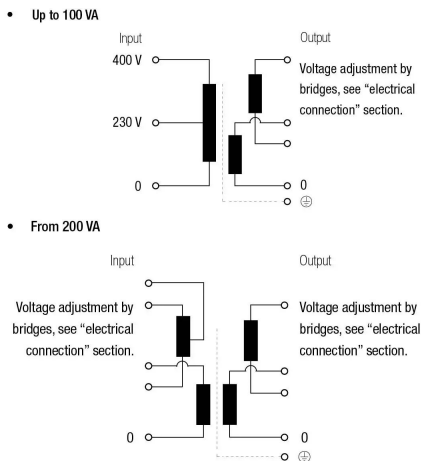 • Up to 100 VA
Input
Output
400 V
Voltage adjustment by
bridges, see “electrical
connection” section.
230 V
0
0
• From 200 VA
Input
Output
Voltage adjustment by
bridges, see “electrical
connection” section.
Voltage adjustment by
bridges, see “electrical
connection” section.
0
0